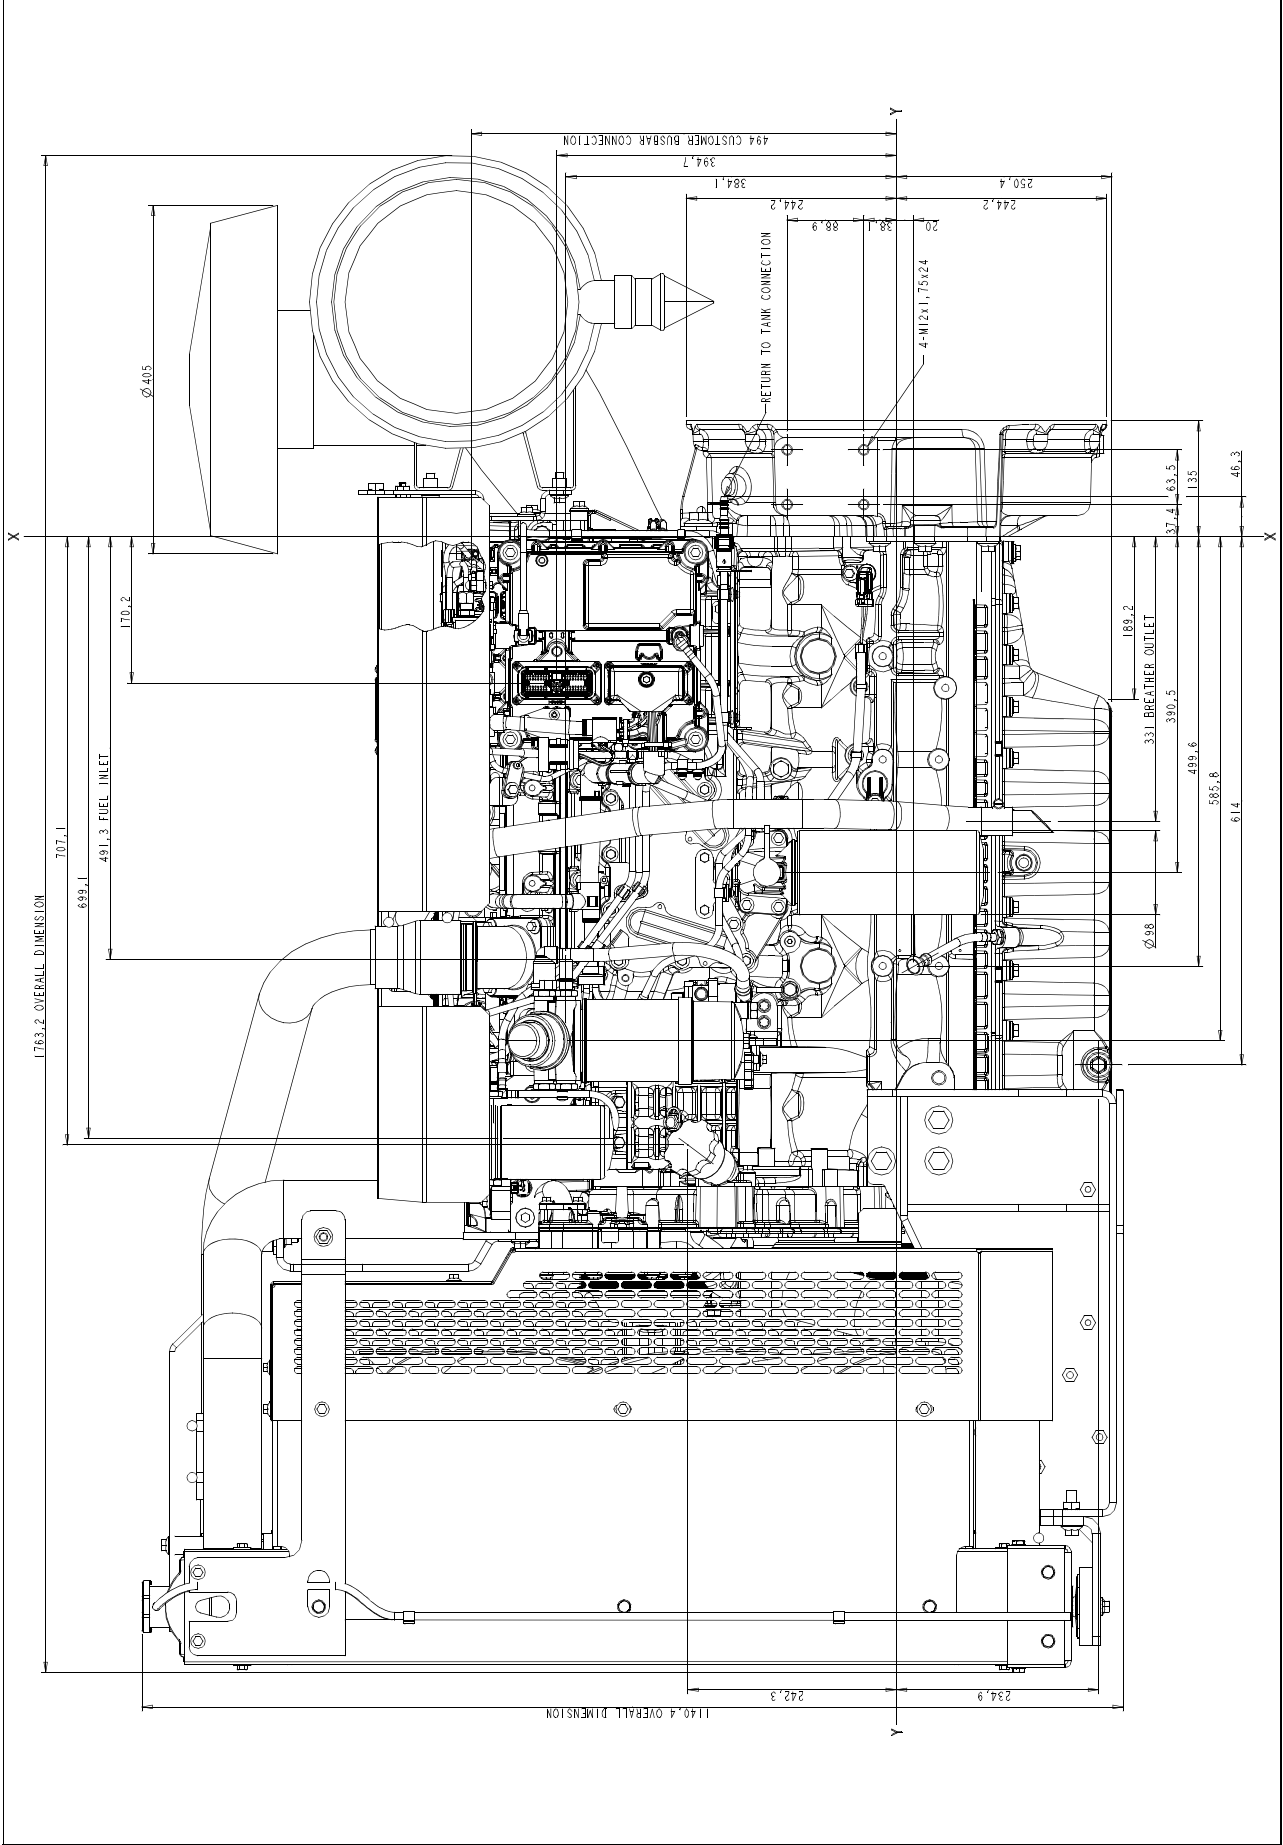 Y
494 CUSTOMER BUSBAR CONNECTION
394,7
384,1
250,4
244,2
244,2
88,9
38,1
20
RETURN TO TANK CONNECTION
4-M12x1,75x24
Ø405
X
X
63,5
135
46,3
37,4
170,2
189,2
331 BREATHER OUTLET
390,5
499,6
585,8
614
Ø98
491,3 FUEL INLET
707,1
699,1
1763,2 OVERALL DIMENSION
242,3
234,9
1140,4 OVERALL DIMENSION
Y